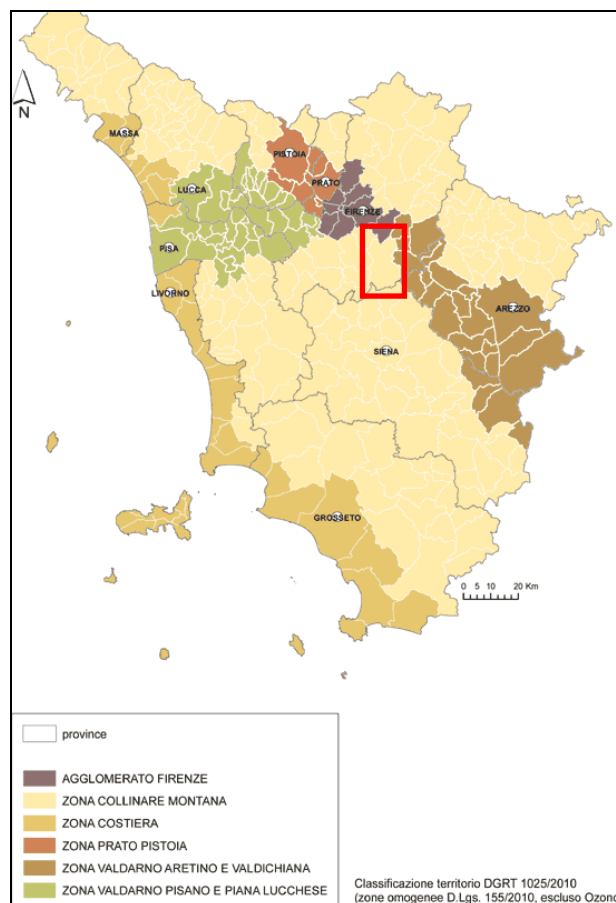 N
MASSA
PISTOIA
PRATO
LUCCA
FIRENZE
PISA
LIVORNO
AREZZO
SIENA
GROSSETO
0 5 10 20 Km
province
AGGLOMERATO FIRENZE
ZONA COLLINARE MONTANA
ZONA COSTIERA
ZONA PRATO PISTOIA
ZONA VALDARNO ARETINO E VALDICHIANA
ZONA VALDARNO PISANO E PIANA LUCCHESE
Classificazione territorio DGRT 1025/2010
(zone omogenee D.Lgs. 155/2010, escluso Ozono